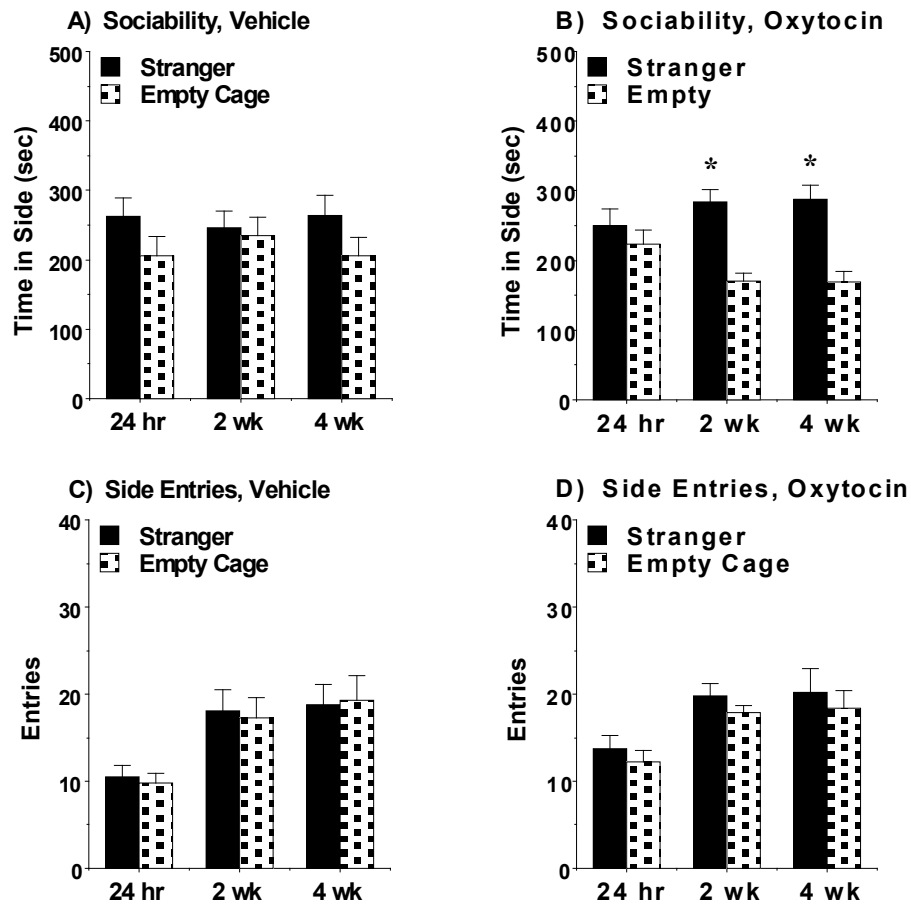 A) Sociability, Vehicle
500
400
300
200
100
0
Time in Side (sec)
Stranger
Empty Cage
24 hr 2 wk 4 wk
B) Sociability, Oxytocin
500
400
300
200
100
0
Time in Side (sec)
Stranger
Empty
* *
24 hr 2 wk 4 wk
C) Side Entries, Vehicle
40
30
20
10
0
Entries
Stranger
Empty Cage
24 hr 2 wk 4 wk
D) Side Entries, Oxytocin
40
30
20
10
0
Entries
Stranger
Empty Cage
24 hr 2 wk 4 wk